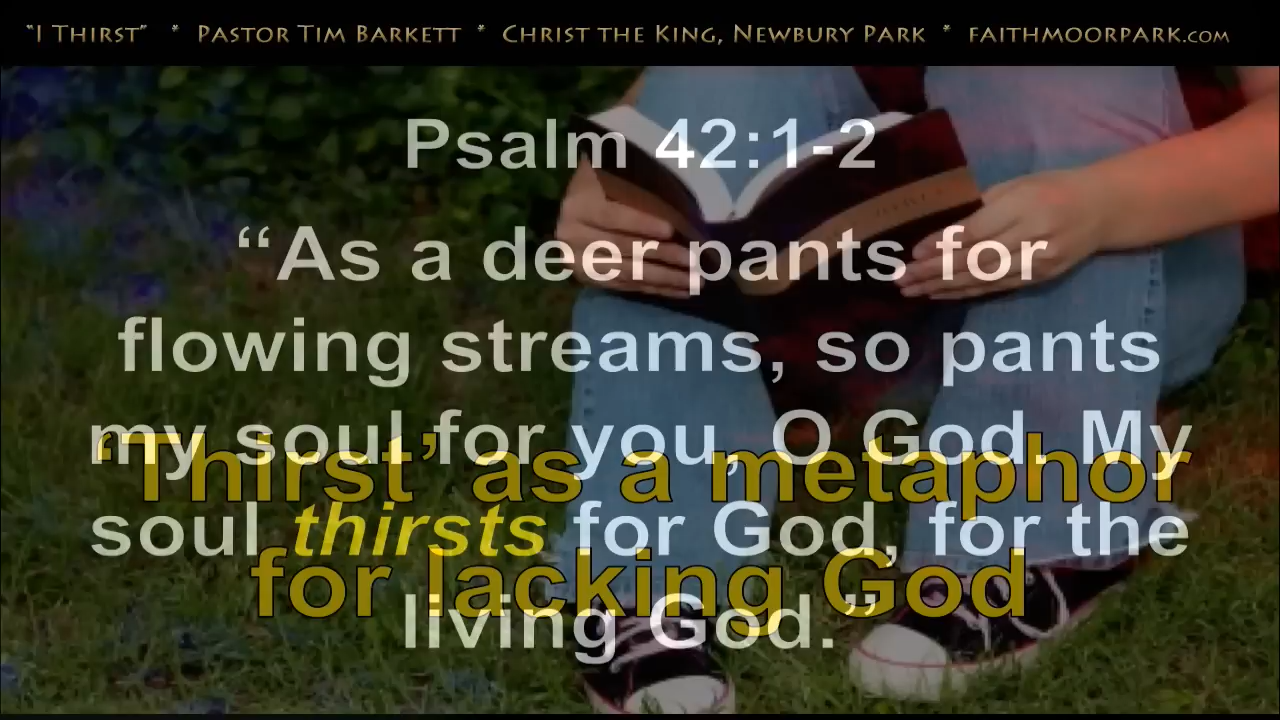 "I Thirst" * Pastor Tim Barkett * Christ the King, Newbury Park * faithmoorpark.com
Psalm 42:1-2
“As a deer pants for
flowing streams, so pants
my soul for you, O God. My
soul thirsts for God, for the
living God.”
‘Thirst’ as a metaphor
for lacking God